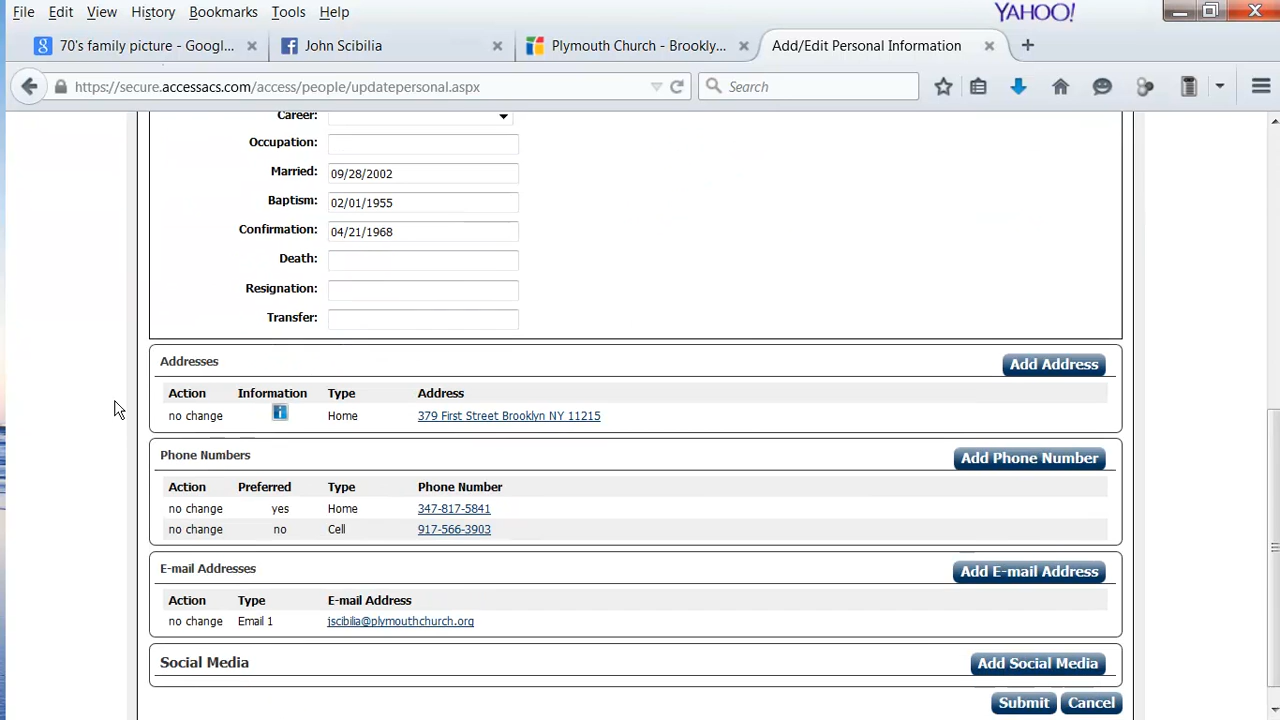 File Edit View History Bookmarks Tools Help
YAHOO!
70's family picture - Googl...
John Scibilia
Plymouth Church - Brookly...
Add/Edit Personal Information
https://secure.accessacs.com/access/people/updatepersonal.aspx
Search
Career:
Occupation:
Married: 09/28/2002
Baptism: 02/01/1955
Confirmation: 04/21/1968
Death:
Resignation:
Transfer:
Addresses Add Address
Action Information Type Address
no change i Home 379 First Street Brooklyn NY 11215
Phone Numbers Add Phone Number
Action Preferred Type Phone Number
no change yes Home 347-817-5841
no change no Cell 917-566-3903
E-mail Addresses Add E-mail Address
Action Type E-mail Address
no change Email 1 jscibilia@plymouthchurch.org
Social Media Add Social Media
Submit Cancel